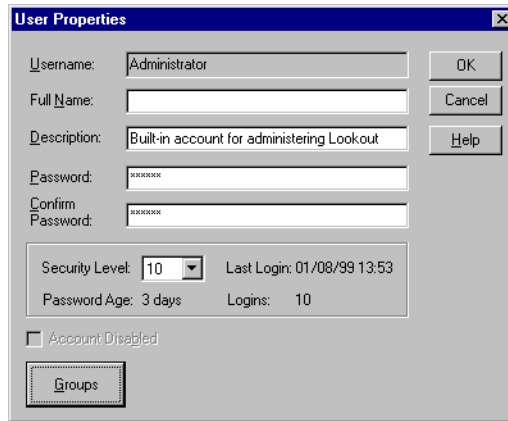 User Properties
Username: Administrator
OK
Full Name:
Cancel
Description: Built-in account for administering Lookout
Help
Password: ******
Confirm
Password: ******
Security Level: 10 Last Login: 01/08/99 13:53
Password Age: 3 days Logins: 10
Account Disabled
Groups